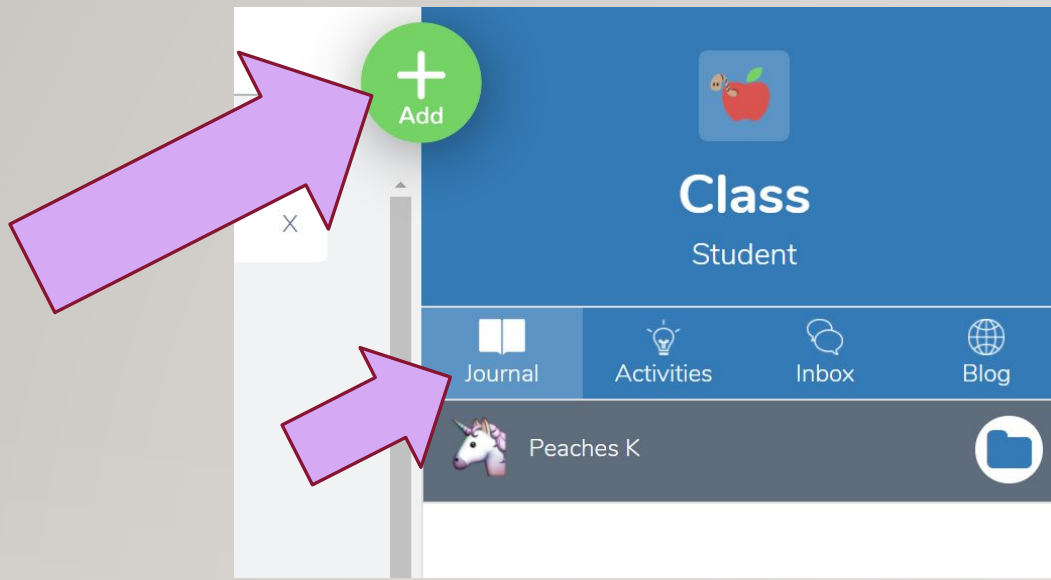 Add
Class
Student
X
Journal Activities Inbox Blog
Peaches K